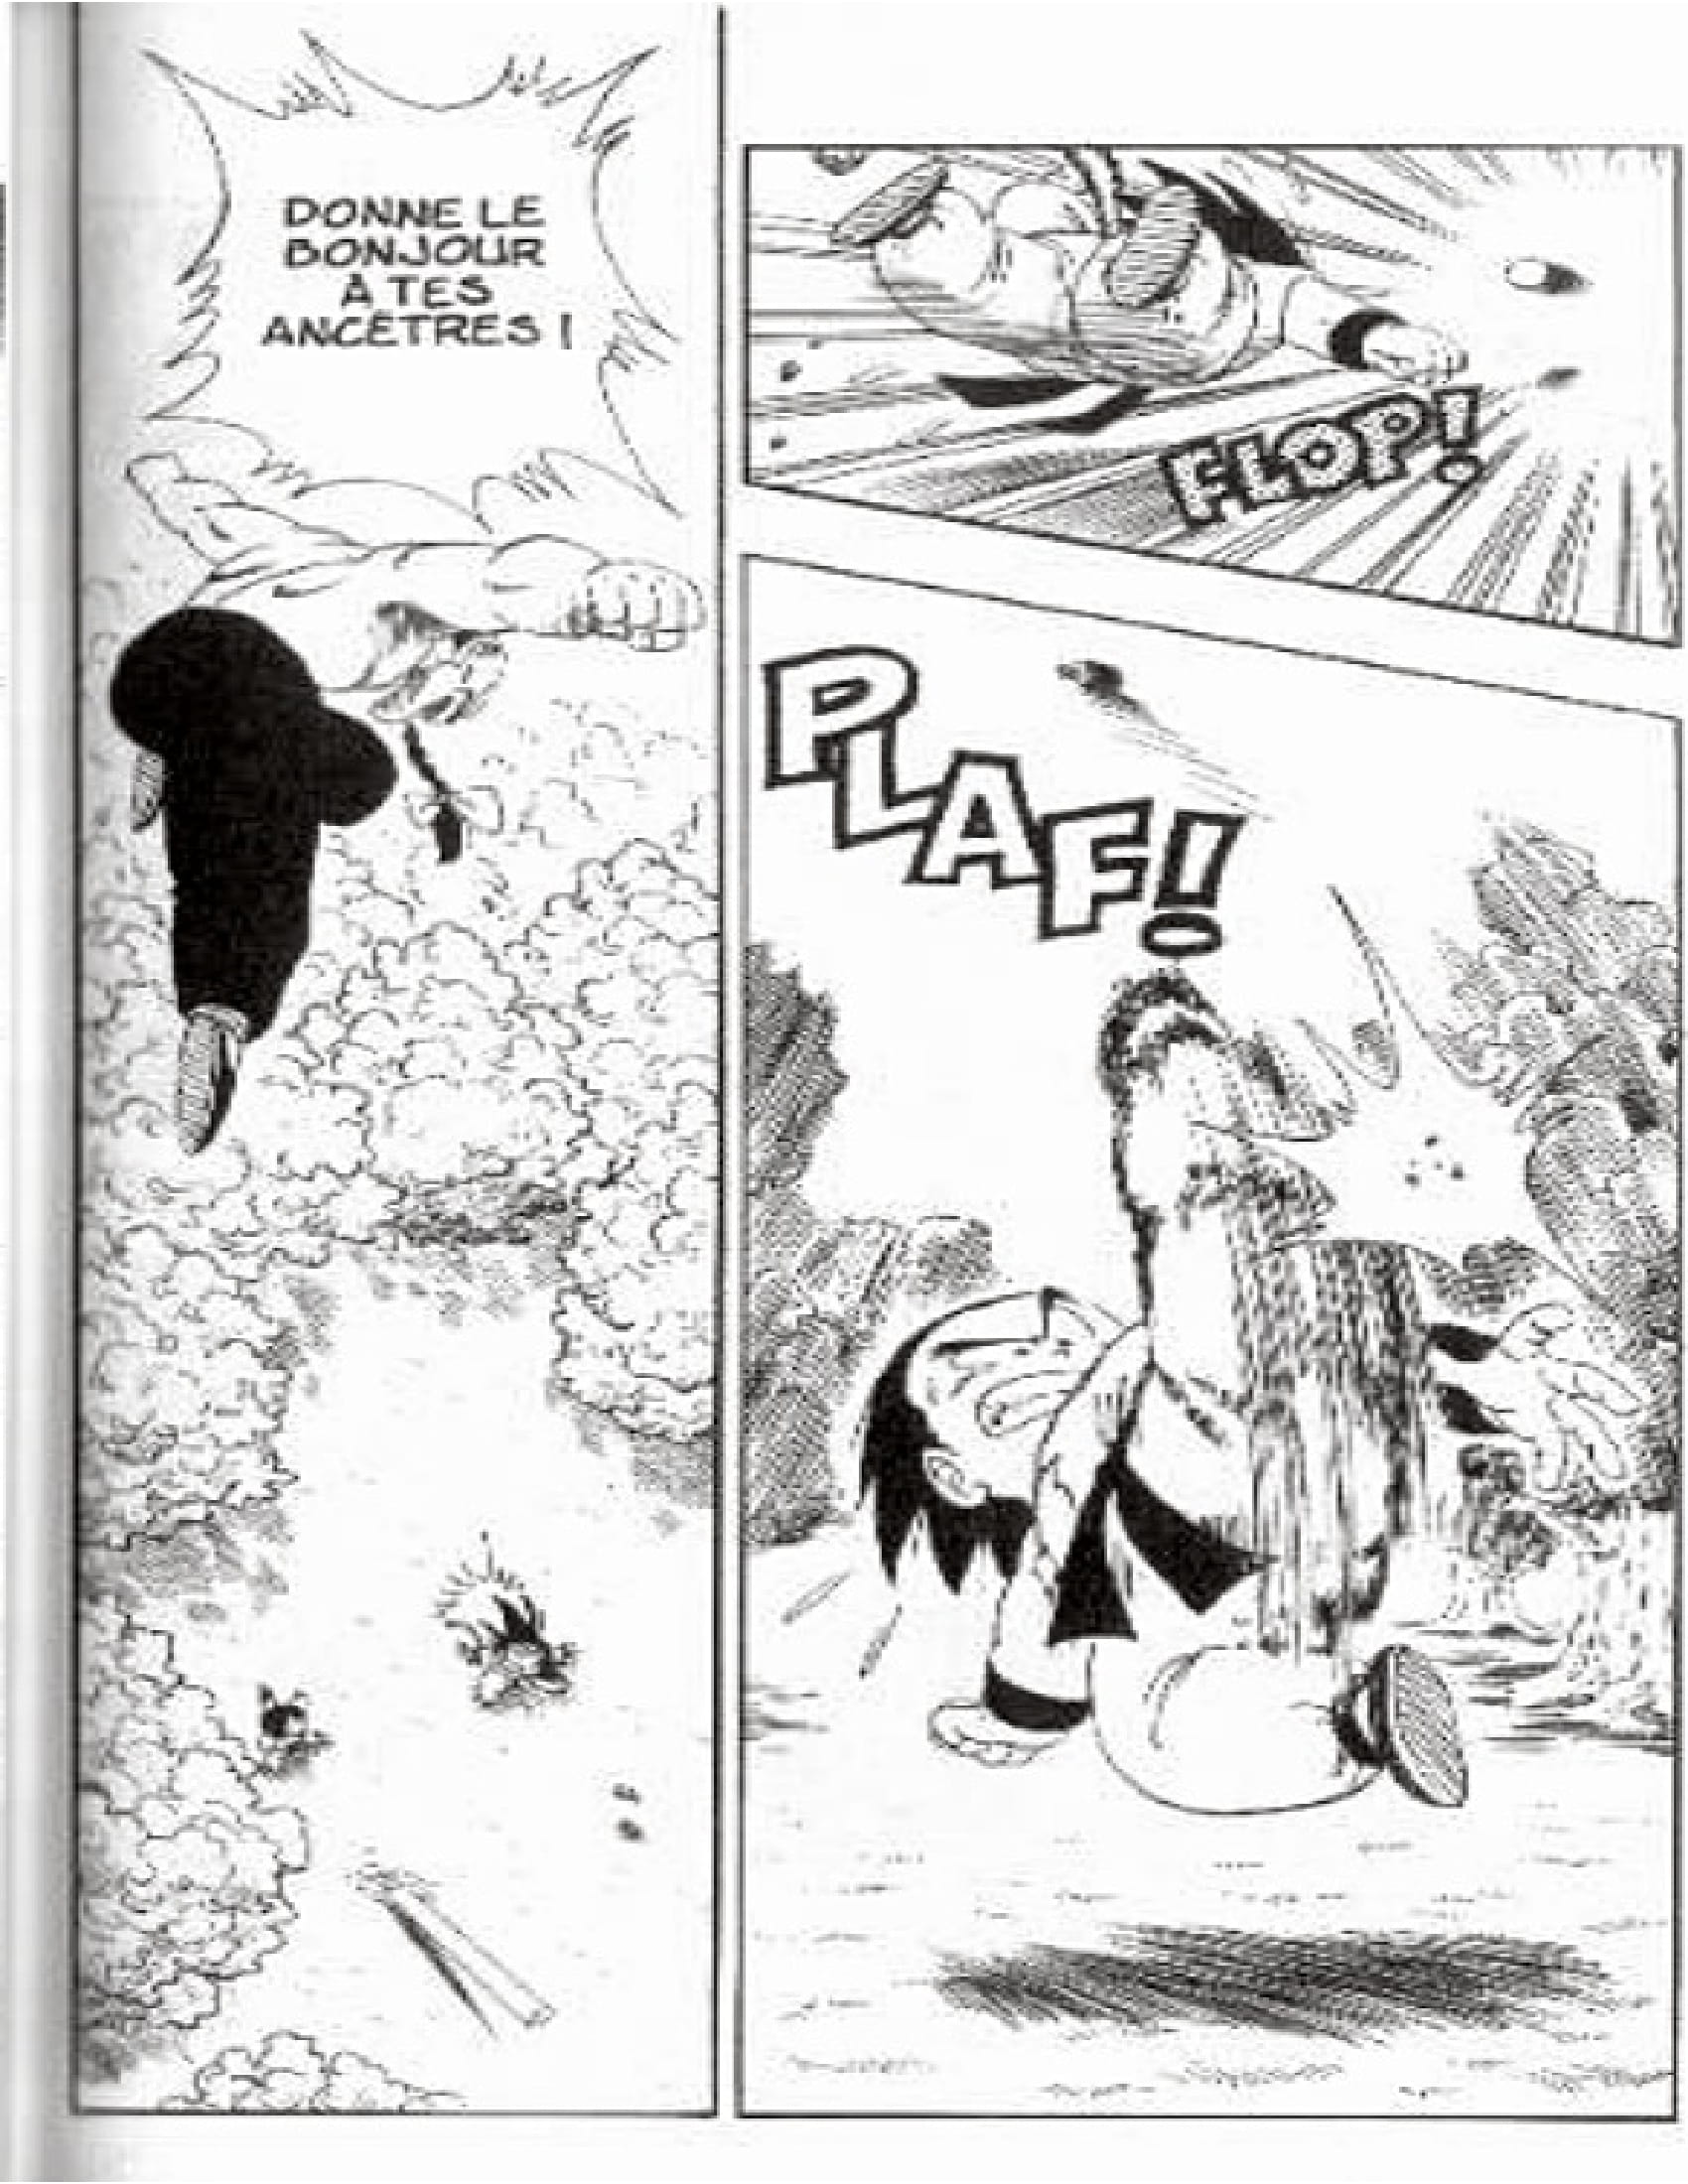 FLOP!
PLAF!
DONNE LE
BONJOUR
À TES
ANCÊTRES !